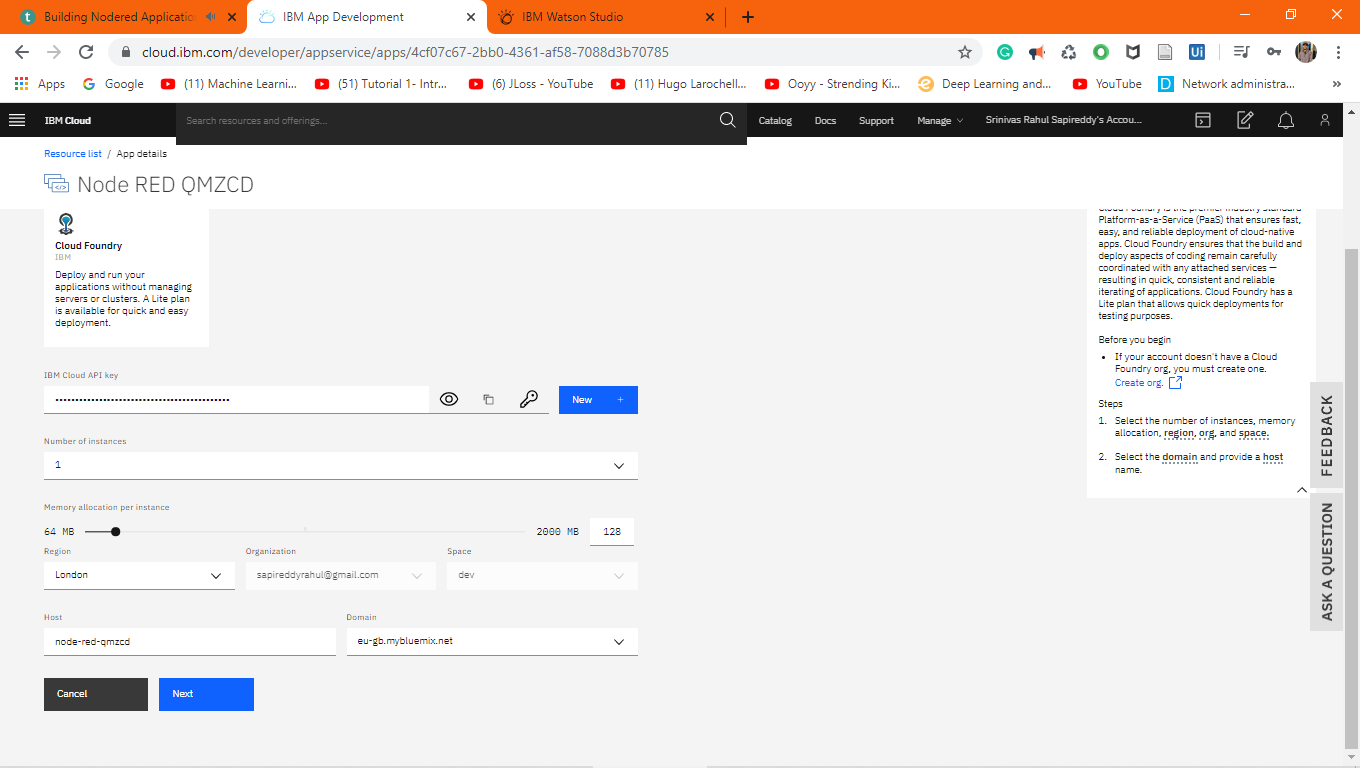 Building Nodered Applicatio
IBM App Development
IBM Watson Studio
cloud.ibm.com/developer/appservice/apps/4cf07c67-2bb0-4361-af58-7088d3b70785
Apps
Google
(11) Machine Learni...
(51) Tutorial 1- Intr...
(6) JLoss - YouTube
(11) Hugo Larochell...
Ooyy - Strending Ki...
Deep Learning and...
YouTube
Network administra...
IBM Cloud
Search resources and offerings...
Catalog
Docs
Support
Manage
Srinivas Rahul Sapireddy's Accou...
Resource list / App details
Node RED QMZCD
Cloud Foundry
IBM
Deploy and run your
applications without managing
servers or clusters. A Lite plan
is available for quick and easy
deployment.
IBM Cloud API key
New +
Number of instances
1
Memory allocation per instance
64 MB
2000 MB
128
Region
Organization
Space
London
sapireddyrahul@gmail.com
dev
Host
Domain
node-red-qmzcd
eu-gb.mybluemix.net
Cancel
Next
Cloud Foundry is the premier industry standard
Platform-as-a-Service (PaaS) that ensures fast,
easy, and reliable deployment of cloud-native
apps. Cloud Foundry ensures that the build and
deploy aspects of coding remain carefully
coordinated with any attached services —
resulting in quick, consistent and reliable
iterating of applications. Cloud Foundry has a
Lite plan that allows quick deployments for
testing purposes.
Before you begin
• If your account doesn't have a Cloud
Foundry org, you must create one.
Create org.
Steps
1. Select the number of instances, memory
allocation, region, org, and space.
2. Select the domain and provide a host
name.
FEEDBACK
ASK A QUESTION